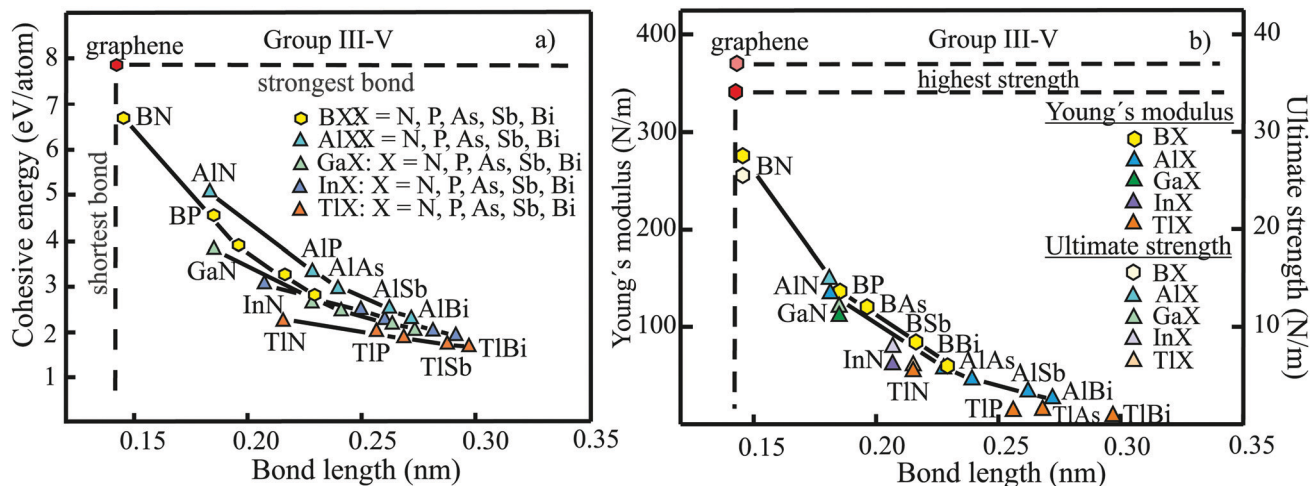 graphene
Group III-V
a)
strongest bond
shortest bond
BN
AlN
BP
GaN
InN
TlN
AlP
AlAs
AlSb
AlBi
TlP
TlSb
TlBi
BXX = N, P, As, Sb, Bi
AlXX = N, P, As, Sb, Bi
GaX: X = N, P, As, Sb, Bi
InX: X = N, P, As, Sb, Bi
TlX: X = N, P, As, Sb, Bi
Cohesive energy (eV/atom)
8
7
6
5
4
3
2
1
0.15
0.20
0.25
0.30
0.35
Bond length (nm)
graphene
Group III-V
b)
highest strength
BN
AlN
GaN
BP
BAs
BSb
BBi
InN
TlN
AlAs
AlSb
AlBi
TlP
TlAs
TlBi
Young´s modulus
BX
AlX
GaX
InX
TlX
Ultimate strength
BX
AlX
GaX
InX
TlX
Young´s modulus (N/m)
400
300
200
100
Ultimate strength (N/m)
40
30
20
10
0.15
0.20
0.25
0.30
0.35
Bond length (nm)